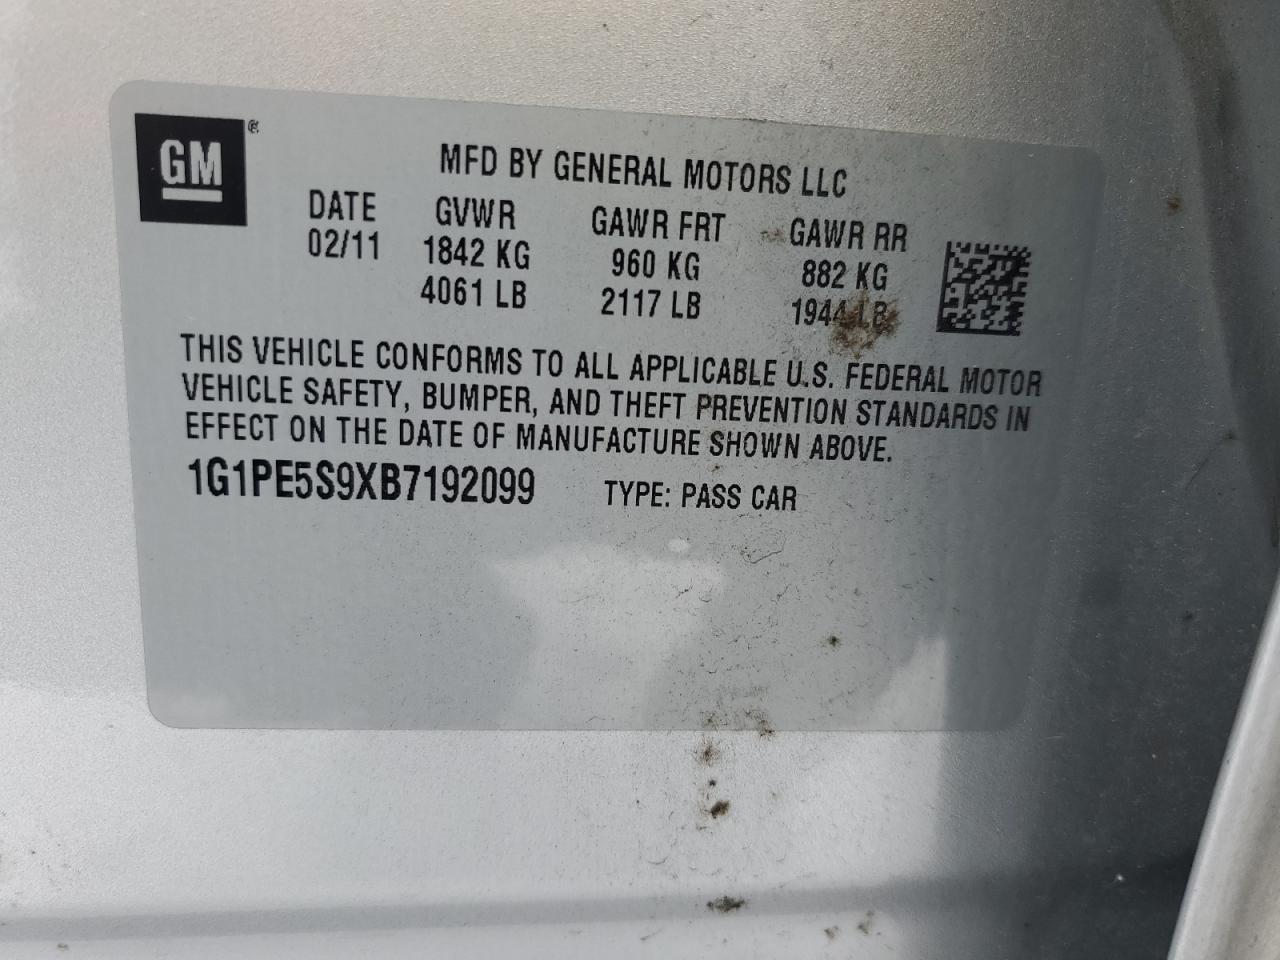 GM®
MFD BY GENERAL MOTORS LLC
DATE GVWR GAWR FRT GAWR RR
02/11 1842 KG 960 KG 882 KG
4061 LB 2117 LB 1944 LB
THIS VEHICLE CONFORMS TO ALL APPLICABLE U.S. FEDERAL MOTOR
VEHICLE SAFETY, BUMPER, AND THEFT PREVENTION STANDARDS IN
EFFECT ON THE DATE OF MANUFACTURE SHOWN ABOVE.
1G1PE5S9XB7192099 TYPE: PASS CAR